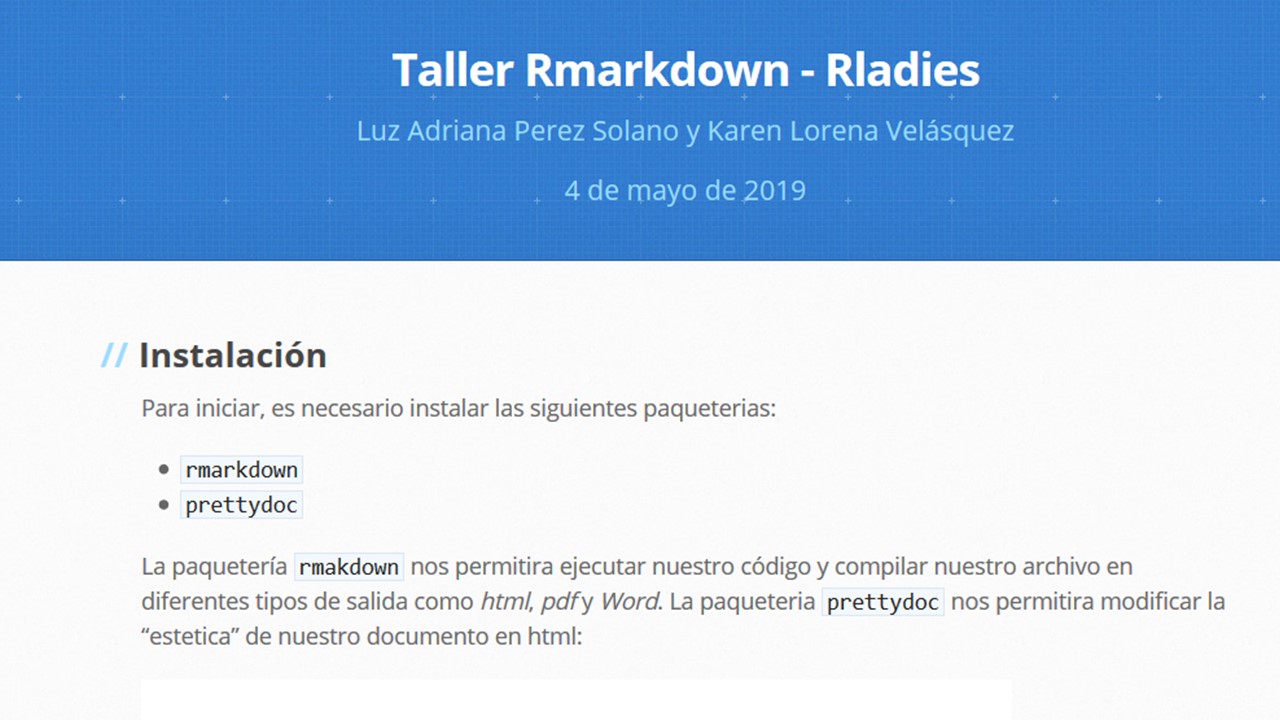 Taller Rmarkdown - Rladies
Luz Adriana Perez Solano y Karen Lorena Velásquez
4 de mayo de 2019
// Instalación
Para iniciar, es necesario instalar las siguientes paqueterias:
• rmarkdown
• prettydoc
La paquetería rmakdown nos permitira ejecutar nuestro código y compilar nuestro archivo en
diferentes tipos de salida como html, pdf y Word. La paqueteria prettydoc nos permitira modificar la
“estetica” de nuestro documento en html: